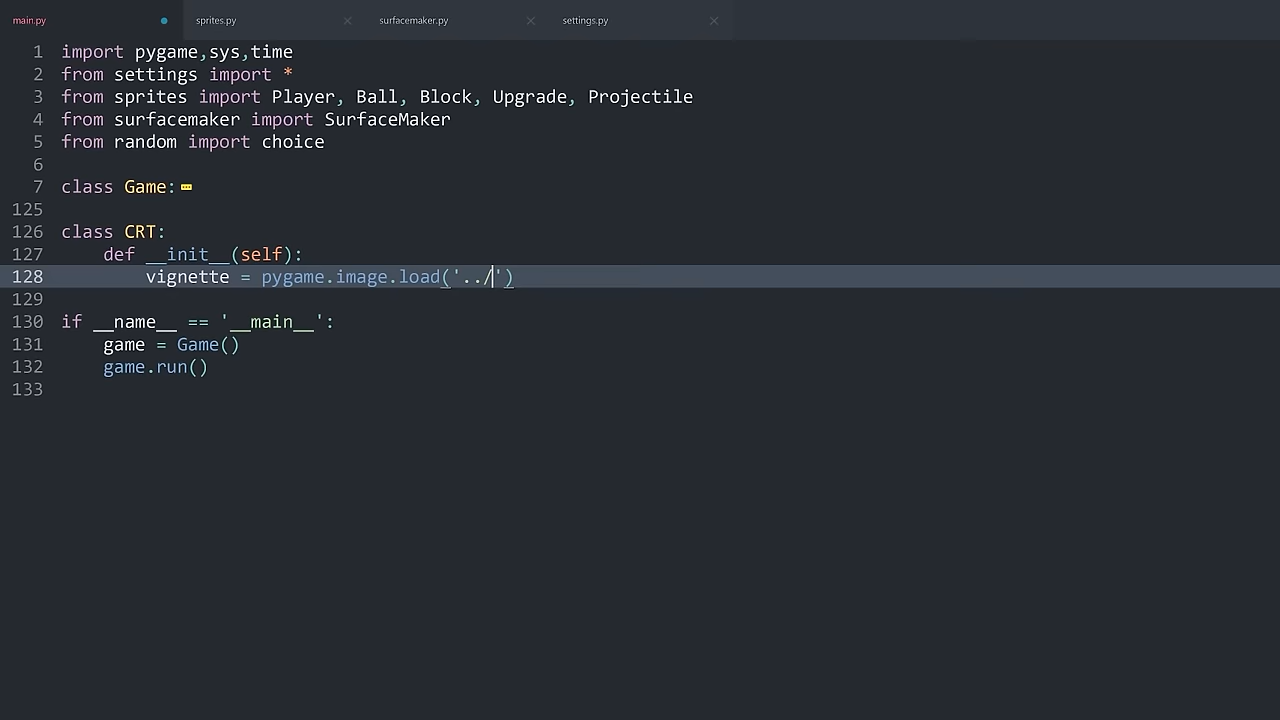 main.py
sprites.py
surfacemaker.py
settings.py
1 import pygame,sys,time
2 from settings import *
3 from sprites import Player, Ball, Block, Upgrade, Projectile
4 from surfacemaker import SurfaceMaker
5 from random import choice
6
7 class Game:
125
126 class CRT:
127 def __init__(self):
128 vignette = pygame.image.load('../')
129
130 if __name__ == '__main__':
131 game = Game()
132 game.run()
133